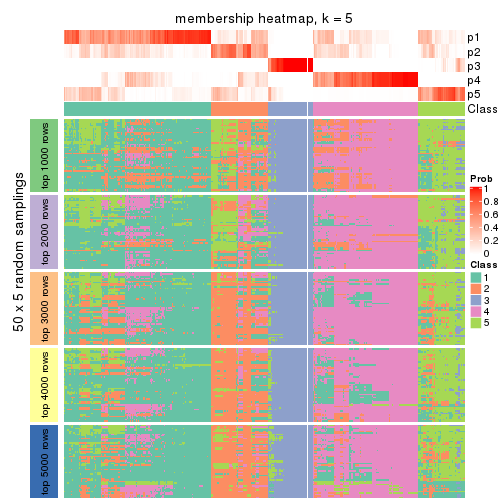 membership heatmap, k = 5
p1
p2
p3
p4
p5
Class
50 x 5 random samplings
top 1000 rows
top 2000 rows
top 3000 rows
top 4000 rows
top 5000 rows
Prob
1
0.8
0.6
0.4
0.2
0
Class
1
2
3
4
5